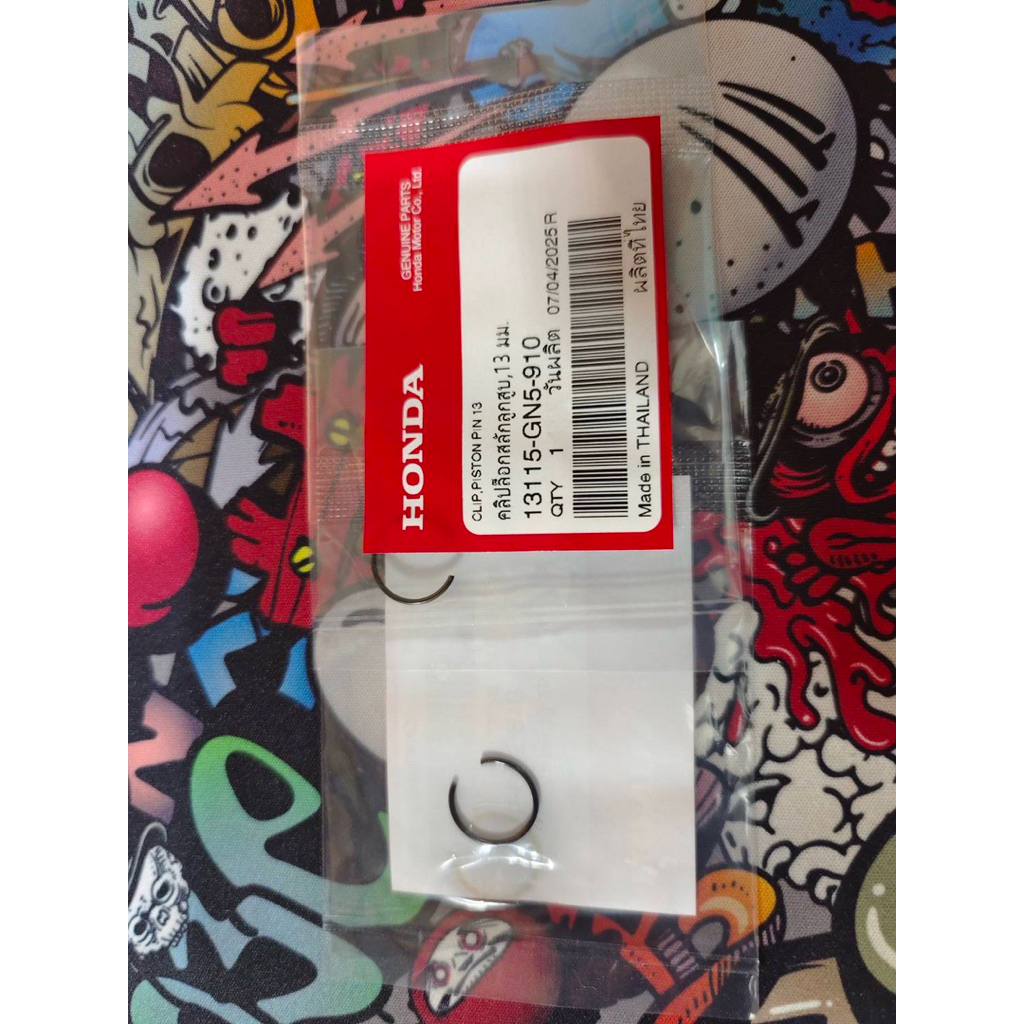 HONDA
GENUINE PARTS
Honda Motor Co., Ltd.
CLIP,PISTON PIN 13
คลิปล็อกสลักลูกสูบ,13 มม.
13115-GN5-910
QTY 1 วันผลิต 07/04/2025 R
Made in THAILAND ผลิตที่ไทย